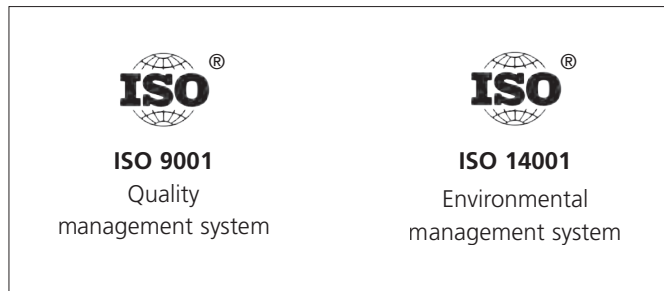 ISO ®
ISO 9001
Quality
management system
ISO ®
ISO 14001
Environmental
management system